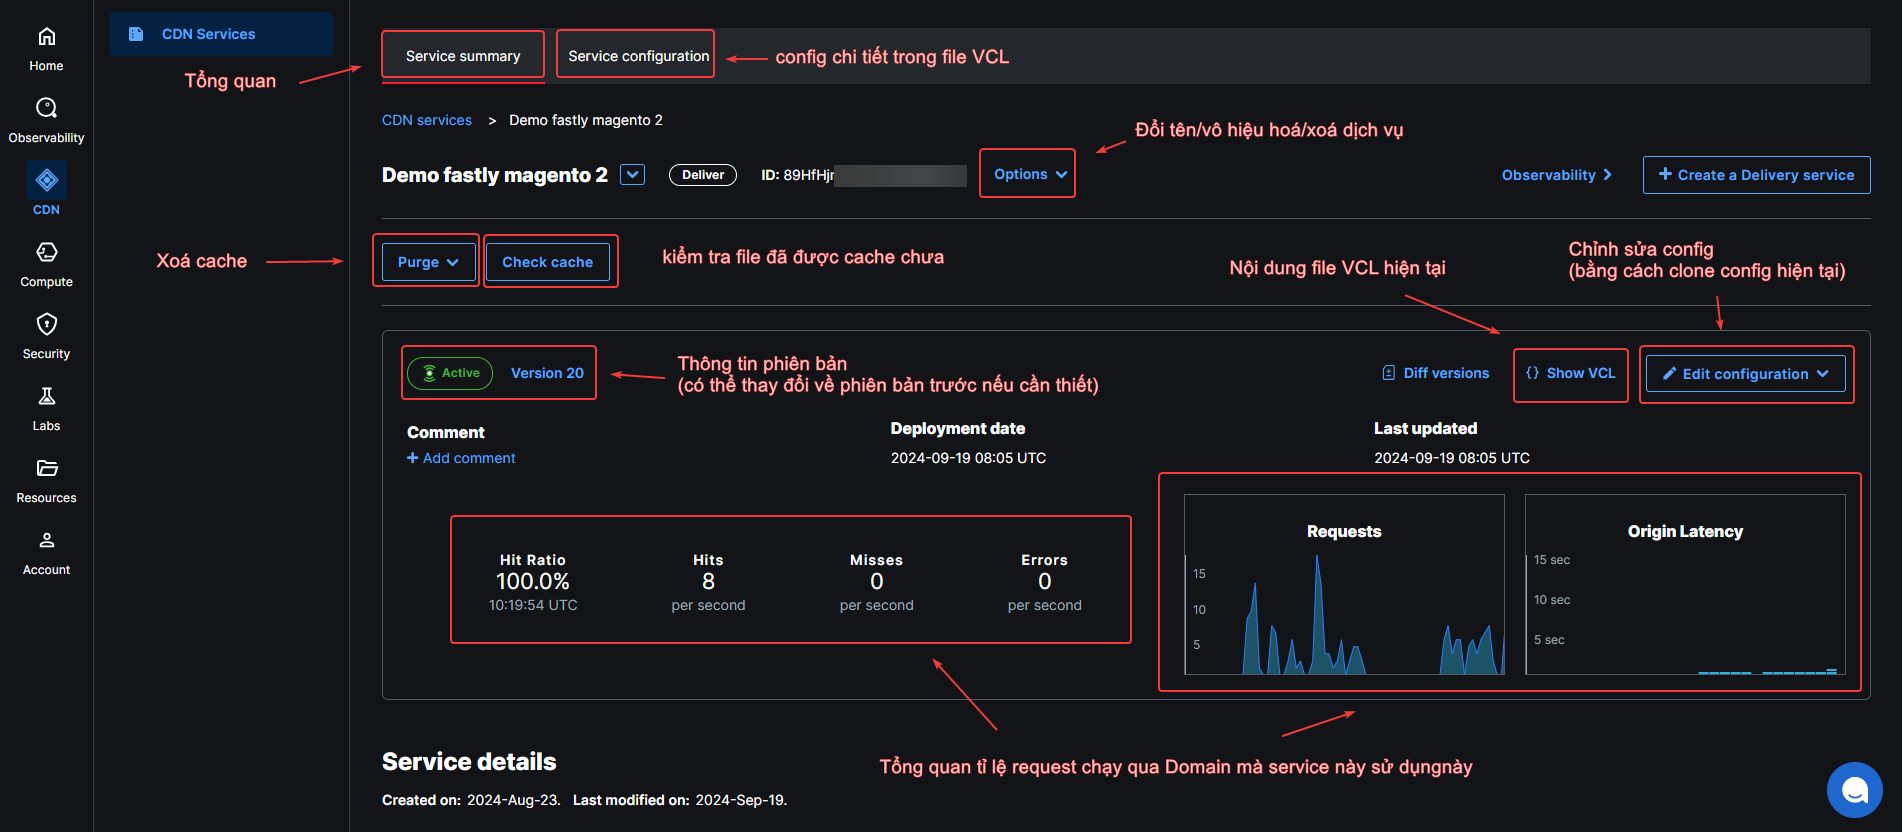 Home
Observability
CDN
Compute
Security
Labs
Resources
Account
CDN Services
Tổng quan
Service summary
Service configuration
config chi tiết trong file VCL
CDN services > Demo fastly magento 2
Đổi tên/vô hiệu hoá/xoá dịch vụ
Demo fastly magento 2
Deliver
ID: 89HfHjr
Options
Observability
+ Create a Delivery service
Xoá cache
Purge
Check cache
kiểm tra file đã được cache chưa
Nội dung file VCL hiện tại
Chỉnh sửa config
(bằng cách clone config hiện tại)
Active
Version 20
Thông tin phiên bản
(có thể thay đổi về phiên bản trước nếu cần thiết)
Diff versions
{} Show VCL
Edit configuration
Comment
+ Add comment
Deployment date
2024-09-19 08:05 UTC
Last updated
2024-09-19 08:05 UTC
Hit Ratio
100.0%
10:19:54 UTC
Hits
8
per second
Misses
0
per second
Errors
0
per second
Requests
15
10
5
Origin Latency
15 sec
10 sec
5 sec
Tổng quan tỉ lệ request chạy qua Domain mà service này sử dụngnày
Service details
Created on: 2024-Aug-23. Last modified on: 2024-Sep-19.